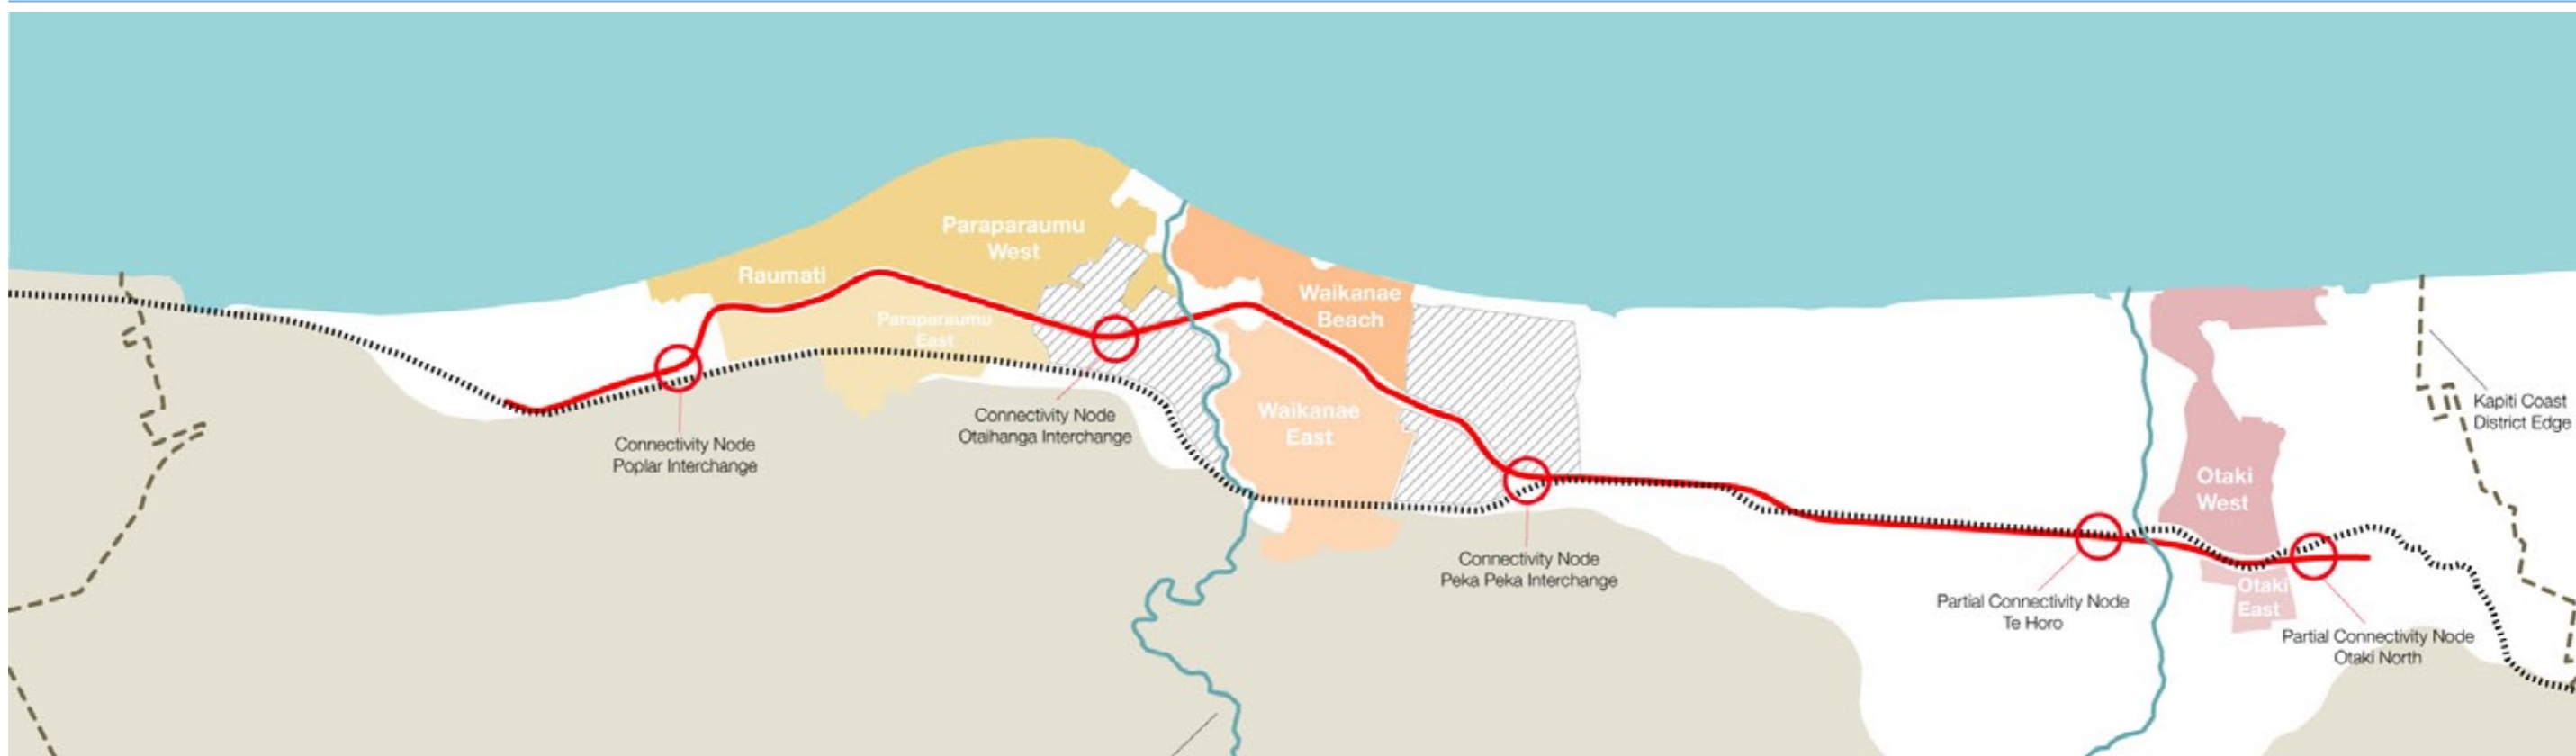 Paraparaumu
West
Raumati
Paraparaumu
East
Waikanae
Beach
Waikanae
East
Connectivity Node
Poplar Interchange
Connectivity Node
Otaihanga Interchange
Connectivity Node
Peka Peka Interchange
Partial Connectivity Node
Te Horo
Otaki
West
Otaki
East
Partial Connectivity Node
Otaki North
Kapiti Coast
District Edge